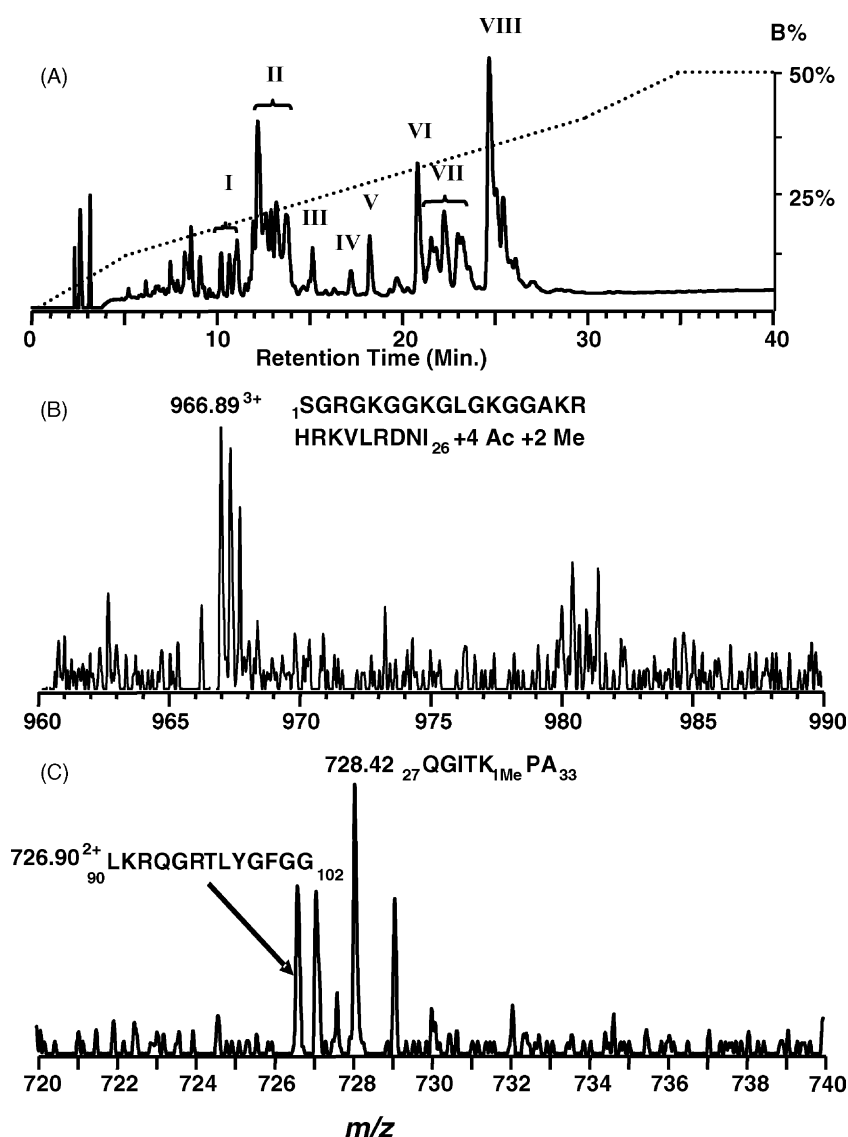 (A)
B%
VIII
II
50%
VI
I
VII
V
25%
III
IV
0 10 20 30 40
Retention Time (Min.)
(B)
966.89 3+ 1SGRGKGGKGLGKGGAKR
HRKVLRDNI26 +4 Ac +2 Me
960 965 970 975 980 985 990
(C)
728.42 27QGITK1MePA33
726.90 2+ 90LKRQGRTLYGFGG102
720 722 724 726 728 730 732 734 736 738 740
m/z